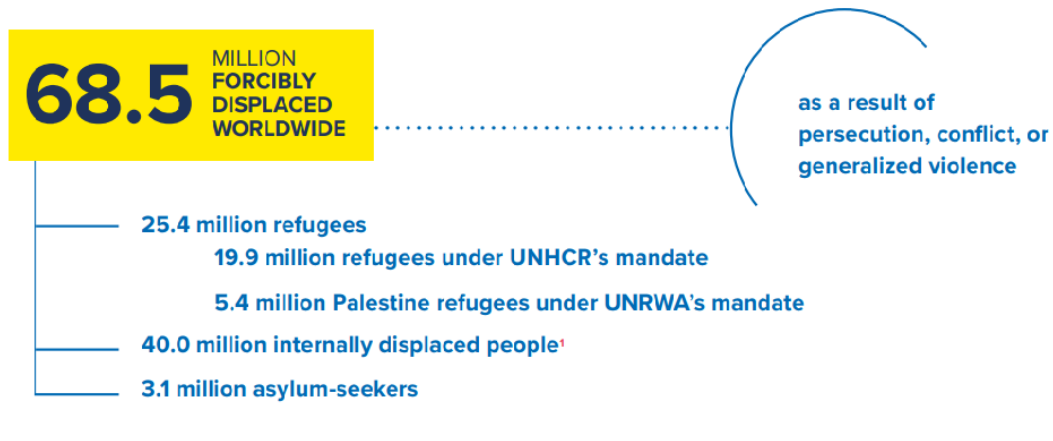 68.5
MILLION
FORCIBLY
DISPLACED
WORLDWIDE
as a result of
persecution, conflict, or
generalized violence
25.4 million refugees
19.9 million refugees under UNHCR’s mandate
5.4 million Palestine refugees under UNRWA’s mandate
40.0 million internally displaced people¹
3.1 million asylum-seekers